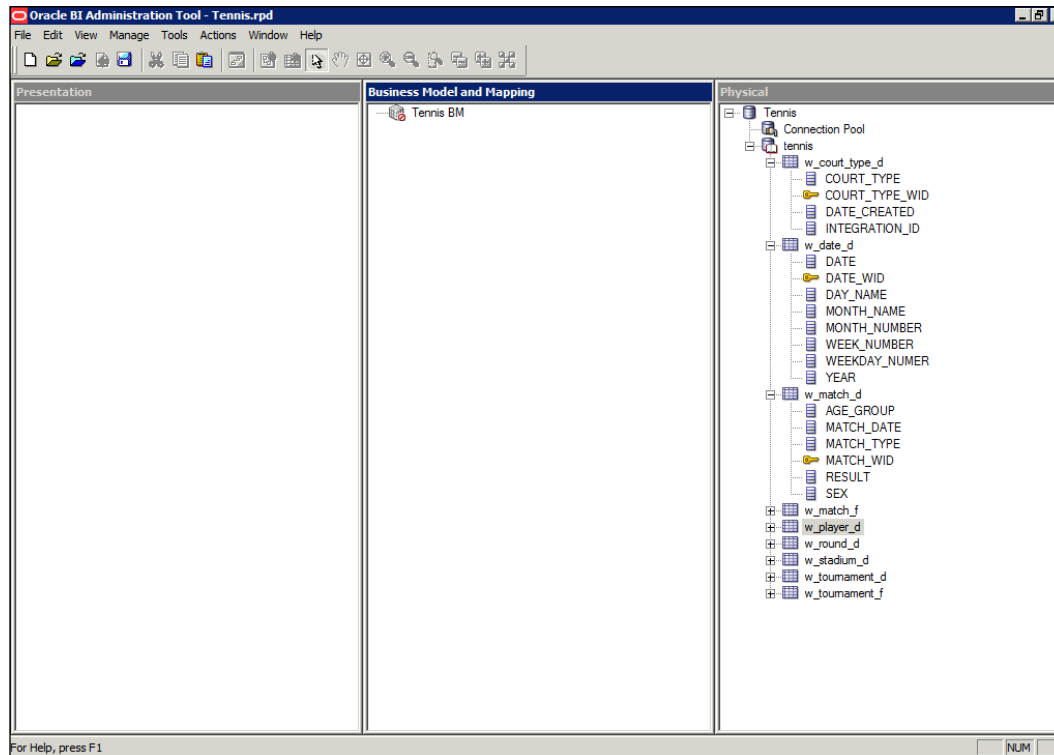 Oracle BI Administration Tool - Tennis.rpd
File Edit View Manage Tools Actions Window Help
Presentation
Business Model and Mapping
Tennis BM
Physical
Tennis
Connection Pool
tennis
w_court_type_d
COURT_TYPE
COURT_TYPE_WID
DATE_CREATED
INTEGRATION_ID
w_date_d
DATE
DATE_WID
DAY_NAME
MONTH_NAME
MONTH_NUMBER
WEEK_NUMBER
WEEKDAY_NUMER
YEAR
w_match_d
AGE_GROUP
MATCH_DATE
MATCH_TYPE
MATCH_WID
RESULT
SEX
w_match_f
w_player_d
w_round_d
w_stadium_d
w_tournament_d
w_tournament_f
For Help, press F1
NUM